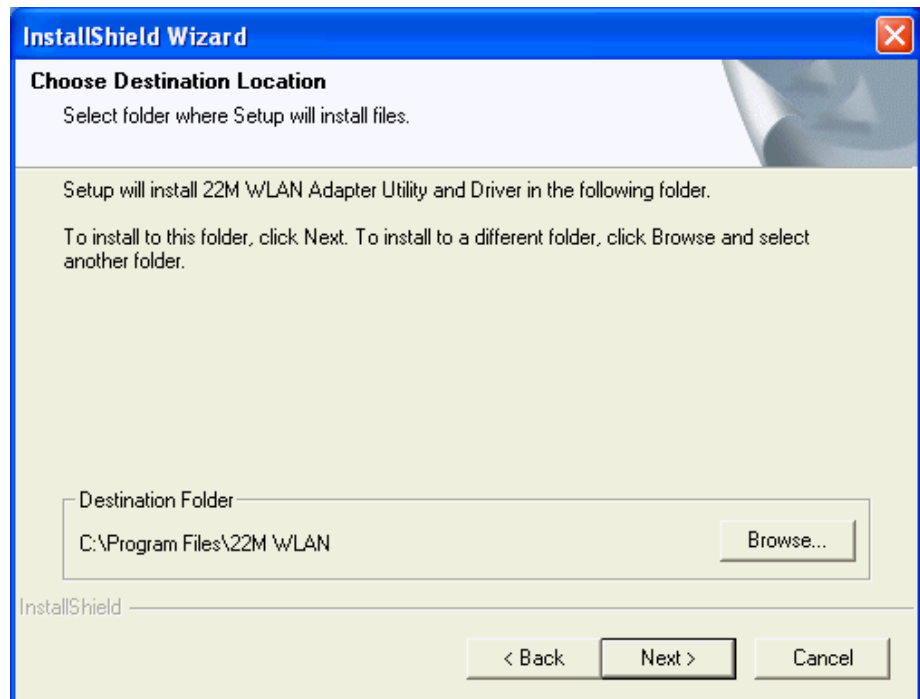 InstallShield Wizard
Choose Destination Location
Select folder where Setup will install files.
Setup will install 22M WLAN Adapter Utility and Driver in the following folder.
To install to this folder, click Next. To install to a different folder, click Browse and select
another folder.
Destination Folder
C:\Program Files\22M WLAN
Browse...
InstallShield
< Back
Next >
Cancel